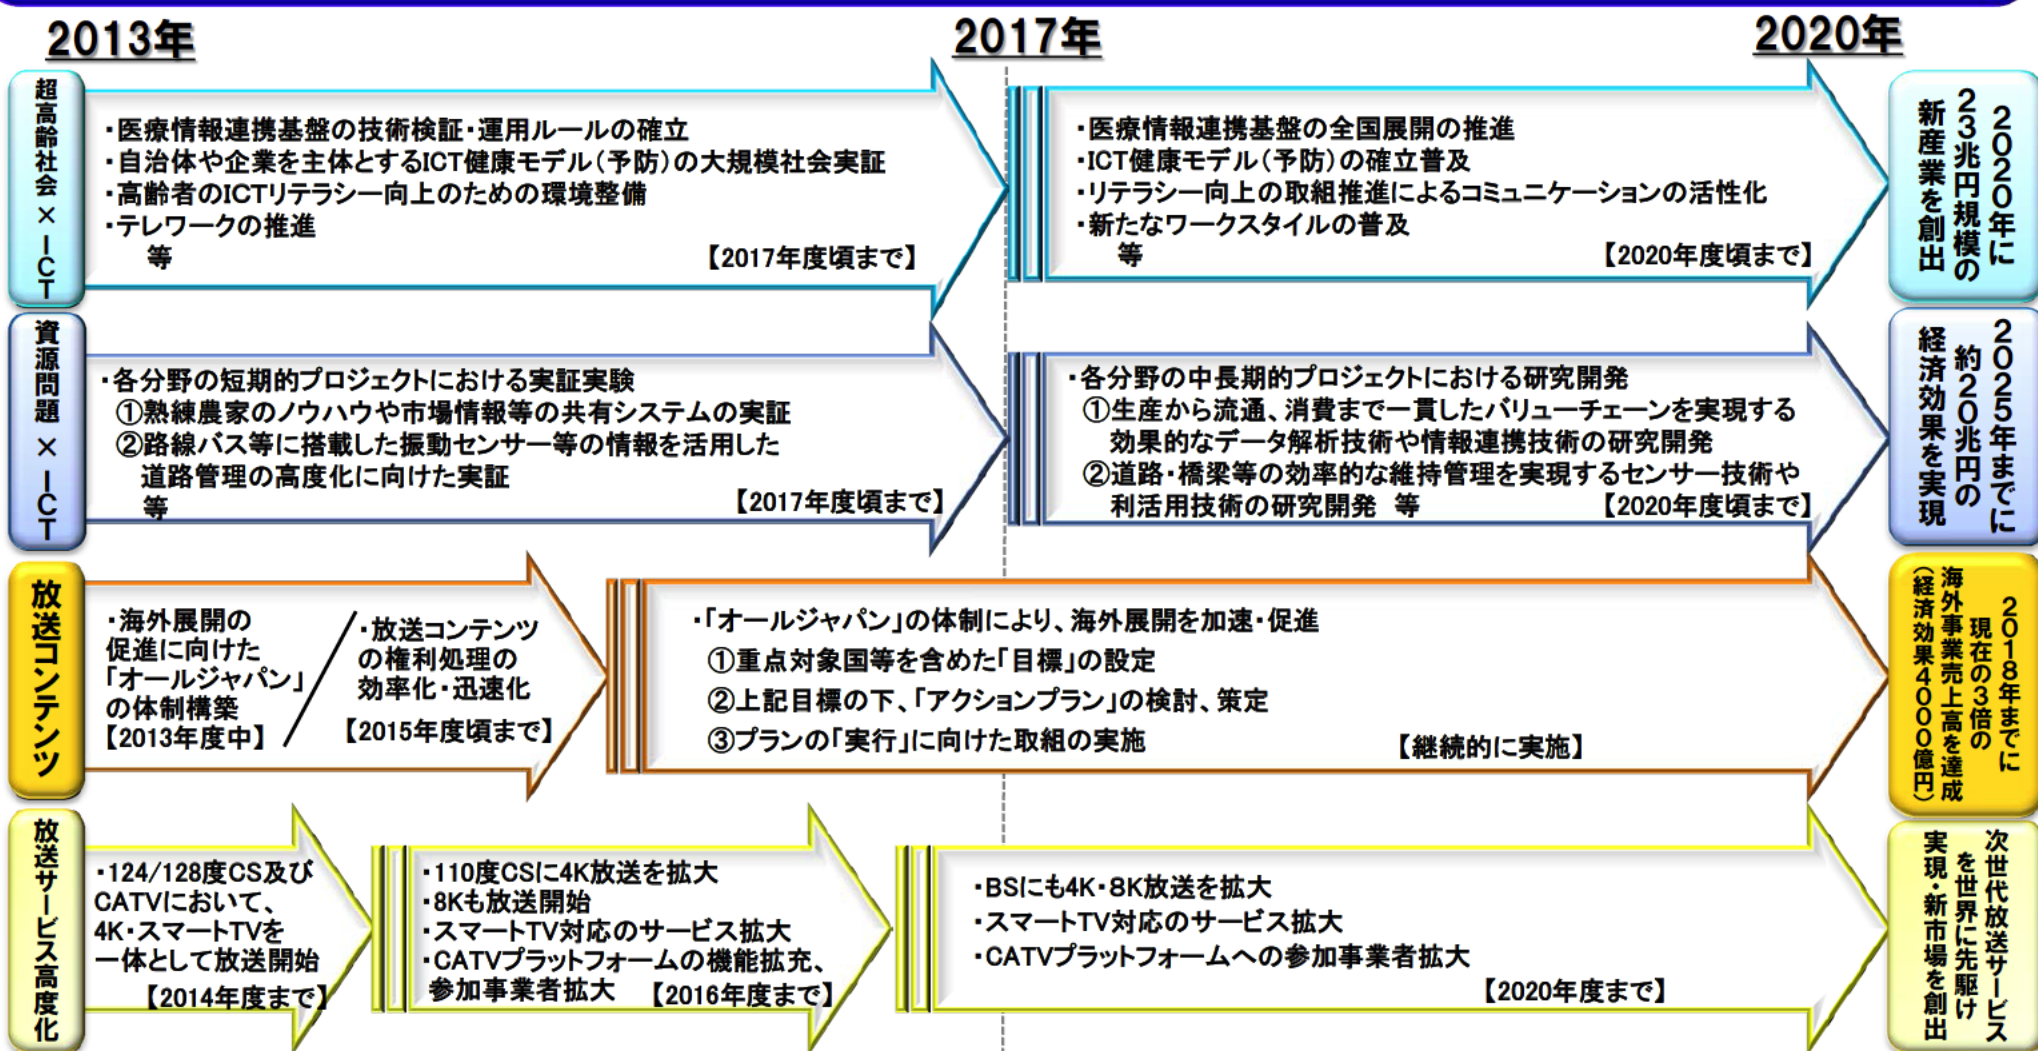 2013年
2017年
2020年
超高齢社会×ICT
・医療情報連携基盤の技術検証・運用ルールの確立
・自治体や企業を主体とするICT健康モデル（予防）の大規模社会実証
・高齢者のICTリテラシー向上のための環境整備
・テレワークの推進
等
【2017年度頃まで】
・医療情報連携基盤の全国展開の推進
・ICT健康モデル（予防）の確立普及
・リテラシー向上の取組推進によるコミュニケーションの活性化
・新たなワークスタイルの普及
等
【2020年度頃まで】
2020年に
23兆円規模の
新産業を創出
資源問題×ICT
・各分野の短期的プロジェクトにおける実証実験
①熟練農家のノウハウや市場情報等の共有システムの実証
②路線バス等に搭載した振動センサー等の情報を活用した
道路管理の高度化に向けた実証
等
【2017年度頃まで】
・各分野の中長期的プロジェクトにおける研究開発
①生産から流通、消費まで一貫したバリューチェーンを実現する
効果的なデータ解析技術や情報連携技術の研究開発
②道路・橋梁等の効率的な維持管理を実現するセンサー技術や
利活用技術の研究開発 等
【2020年度頃まで】
2025年までに
約20兆円の
経済効果を実現
放送コンテンツ
・海外展開の
促進に向けた
「オールジャパン」
の体制構築
【2013年度中】
・放送コンテンツ
の権利処理の
効率化・迅速化
【2015年度頃まで】
・「オールジャパン」の体制により、海外展開を加速・促進
①重点対象国等を含めた「目標」の設定
②上記目標の下、「アクションプラン」の検討、策定
③プランの「実行」に向けた取組の実施
【継続的に実施】
2018年までに
現在の3倍の
海外事業売上高を達成
（経済効果4000億円）
放送サービス高度化
・124/128度CS及び
CATVにおいて、
4K・スマートTVを
一体として放送開始
【2014年度まで】
・110度CSに4K放送を拡大
・8Kも放送開始
・スマートTV対応のサービス拡大
・CATVプラットフォームの機能拡充、
参加事業者拡大
【2016年度まで】
・BSにも4K・8K放送を拡大
・スマートTV対応のサービス拡大
・CATVプラットフォームへの参加事業者拡大
【2020年度まで】
次世代放送サービス
を世界に先駆け
実現・新市場を創出